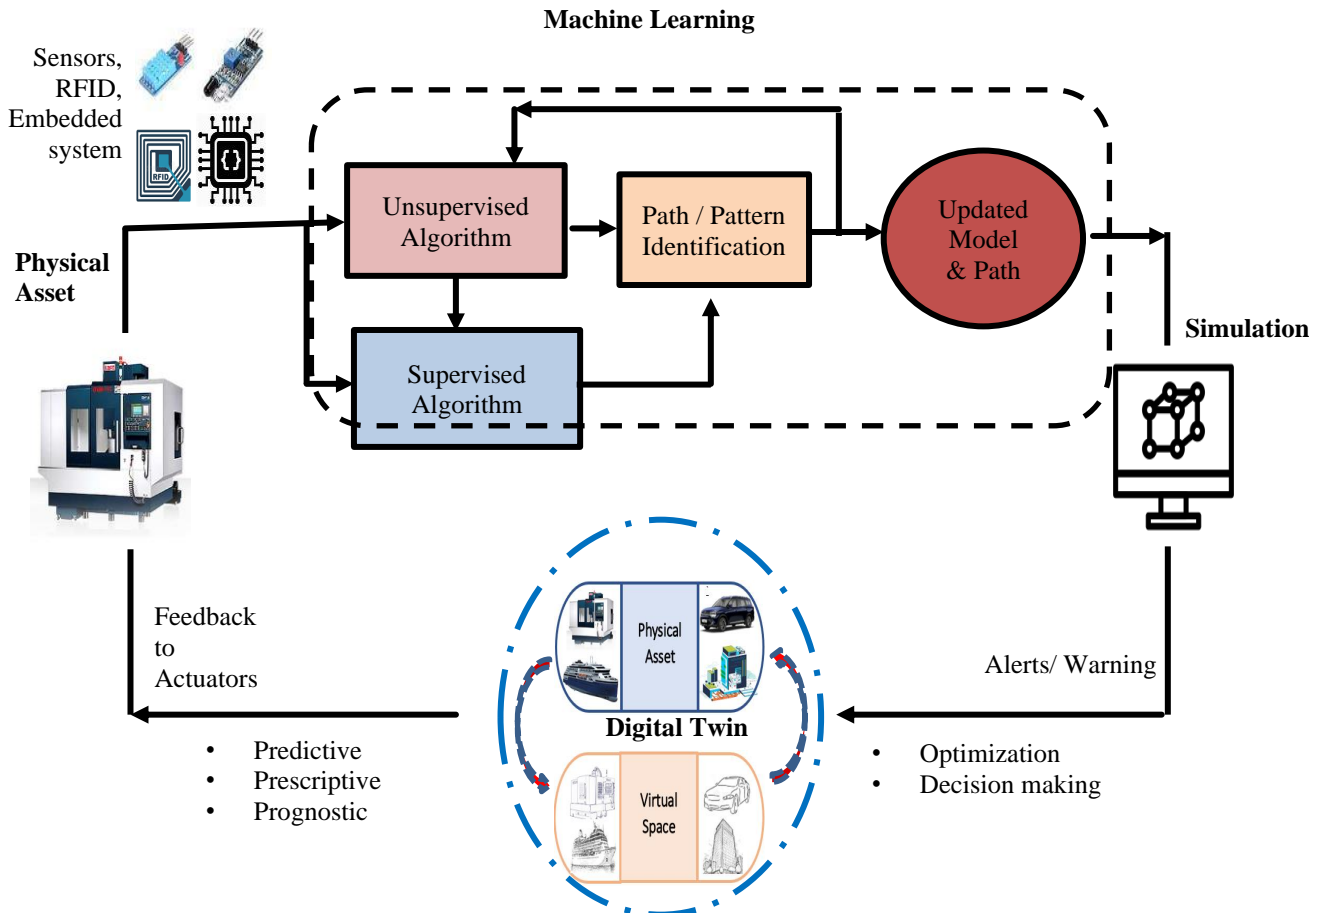 Machine Learning
Sensors,
RFID,
Embedded
system
RFID
Unsupervised
Algorithm
Path / Pattern
Identification
Updated
Model
& Path
Physical
Asset
Supervised
Algorithm
Simulation
Feedback
to
Actuators
Physical
Asset
Alerts/ Warning
Digital Twin
• Predictive
• Prescriptive
• Prognostic
Virtual
Space
• Optimization
• Decision making